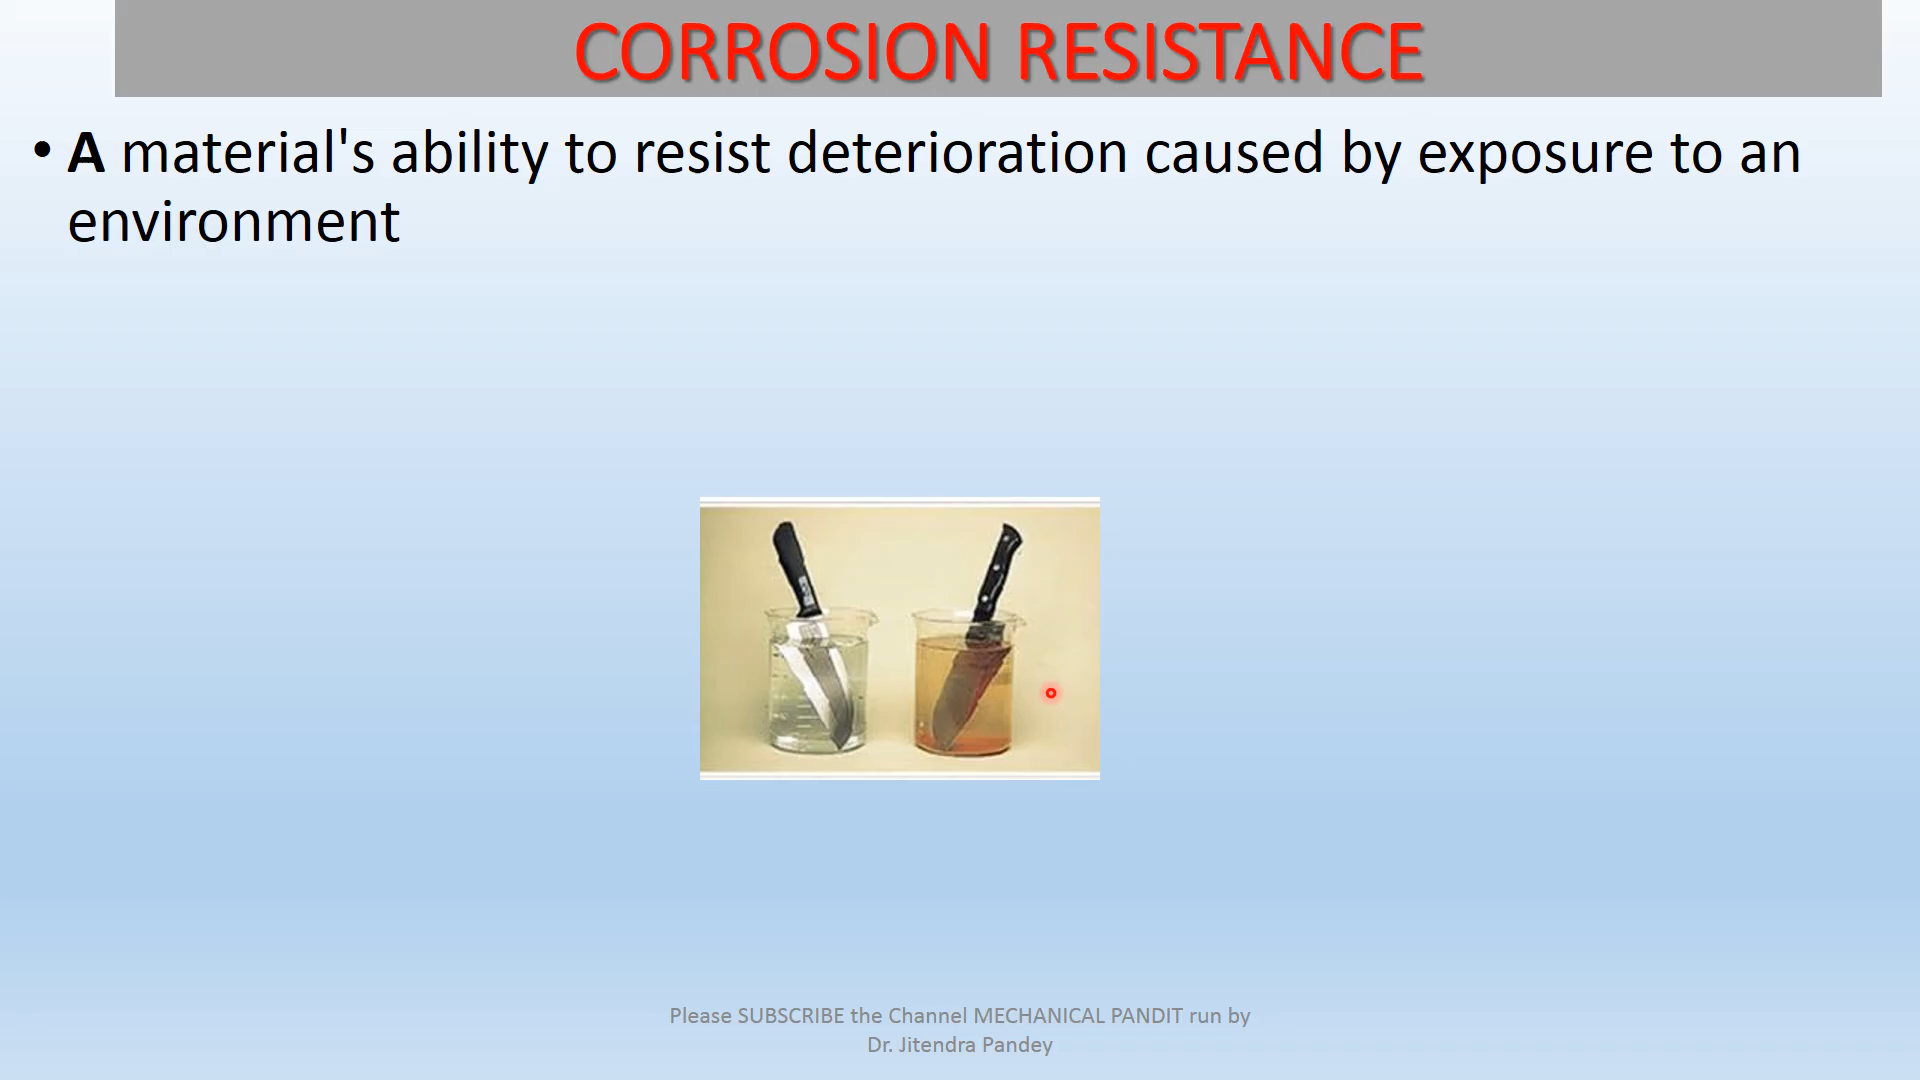 CORROSION RESISTANCE
• A material's ability to resist deterioration caused by exposure to an
environment
Please SUBSCRIBE the Channel MECHANICAL PANDIT run by
Dr. Jitendra Pandey